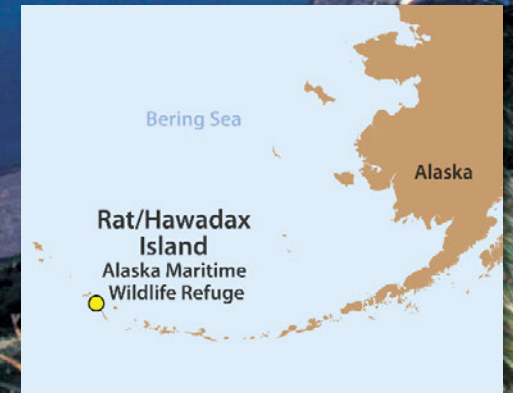 Bering Sea
Alaska
Rat/Hawadax
Island
Alaska Maritime
Wildlife Refuge